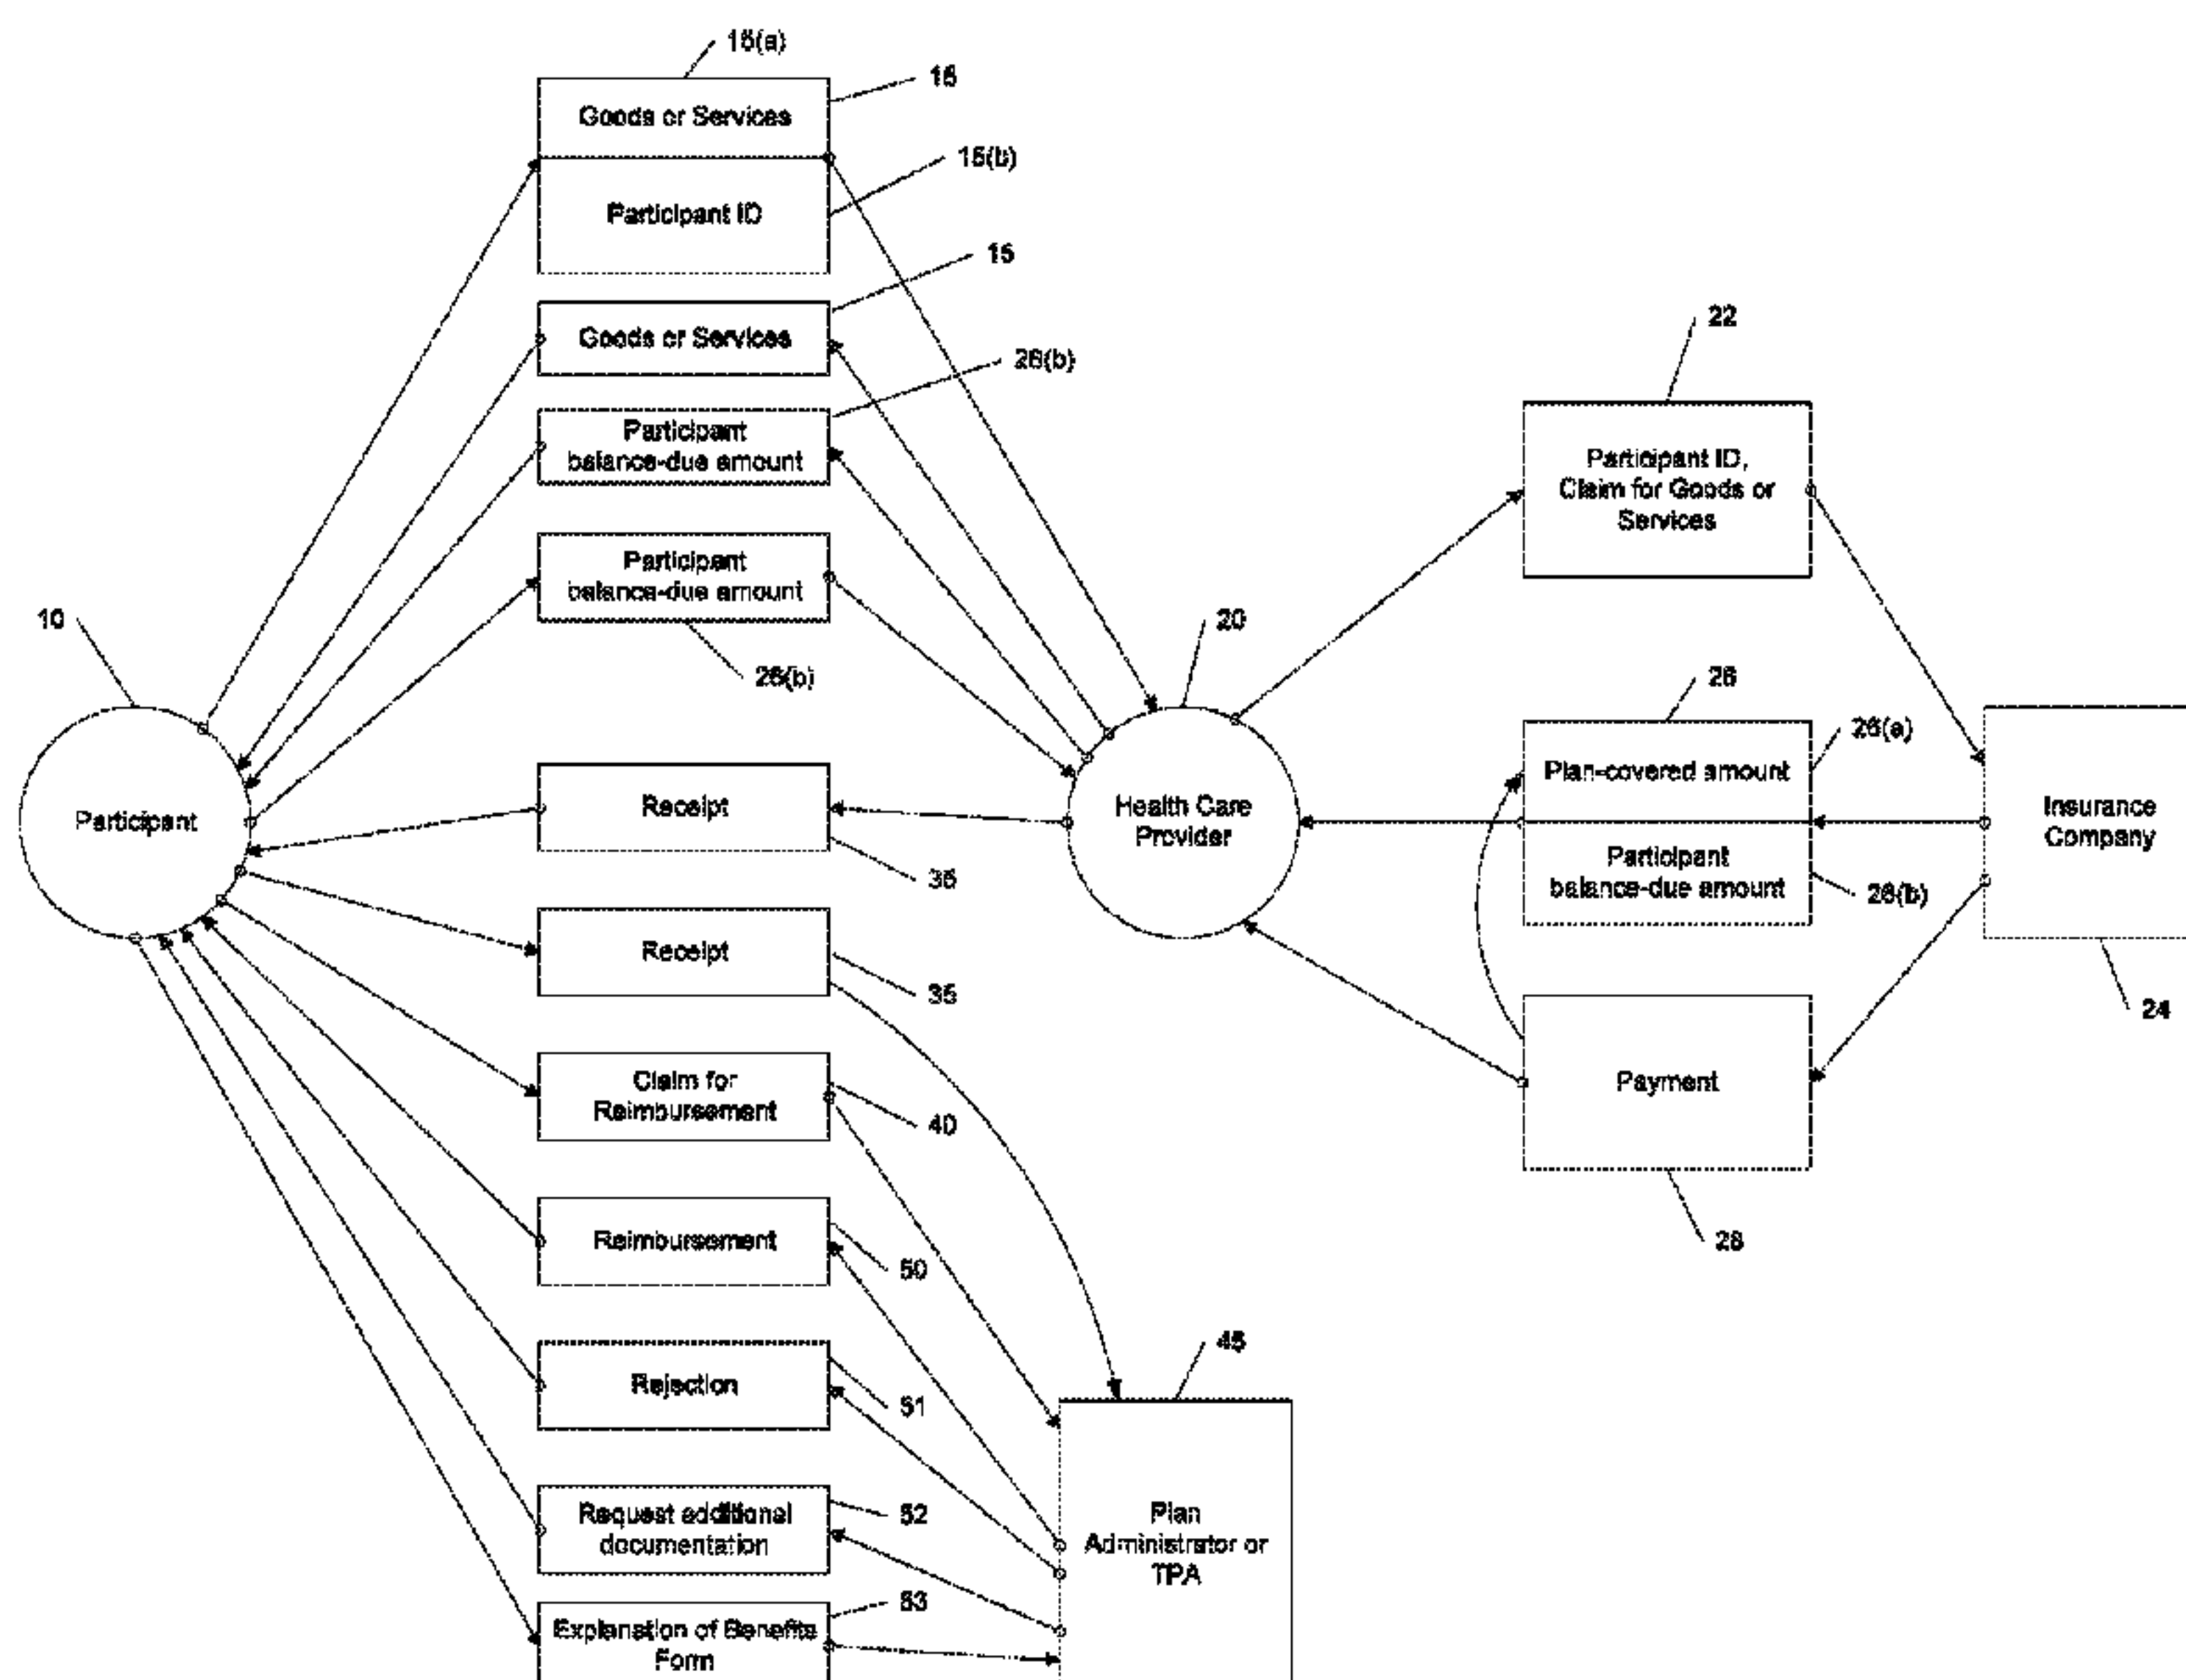 15(a)
Goods or Services
15
Participant ID
15(b)
Goods or Services
15
Participant
balance-due amount
26(b)
Participant
balance-due amount
26(b)
10
Participant
Receipt
35
Receipt
35
Claim for
Reimbursement
40
Reimbursement
50
Rejection
51
Request additional
documentation
52
Explanation of Benefits
Form
53
20
Health Care
Provider
22
Participant ID,
Claim for Goods or
Services
26
Plan-covered amount
26(a)
Participant
balance-due amount
26(b)
Insurance
Company
24
Payment
28
45
Plan
Administrator or
TPA